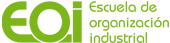 eoi Escuela de
organización
industrial